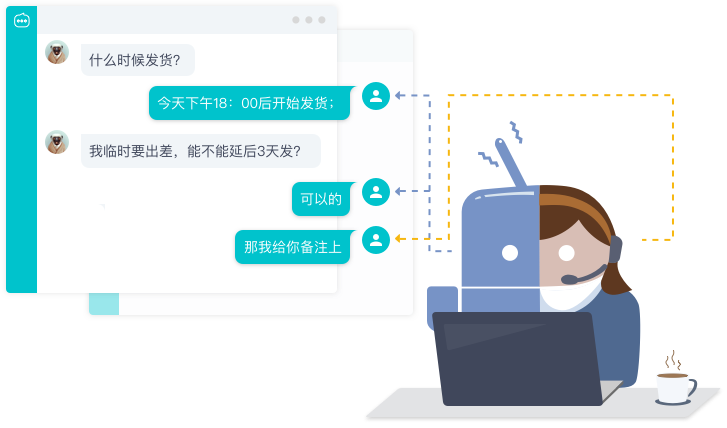 什么时候发货？
今天下午18：00后开始发货；
我临时要出差，能不能延后3天发？
可以的
那我给你备注上